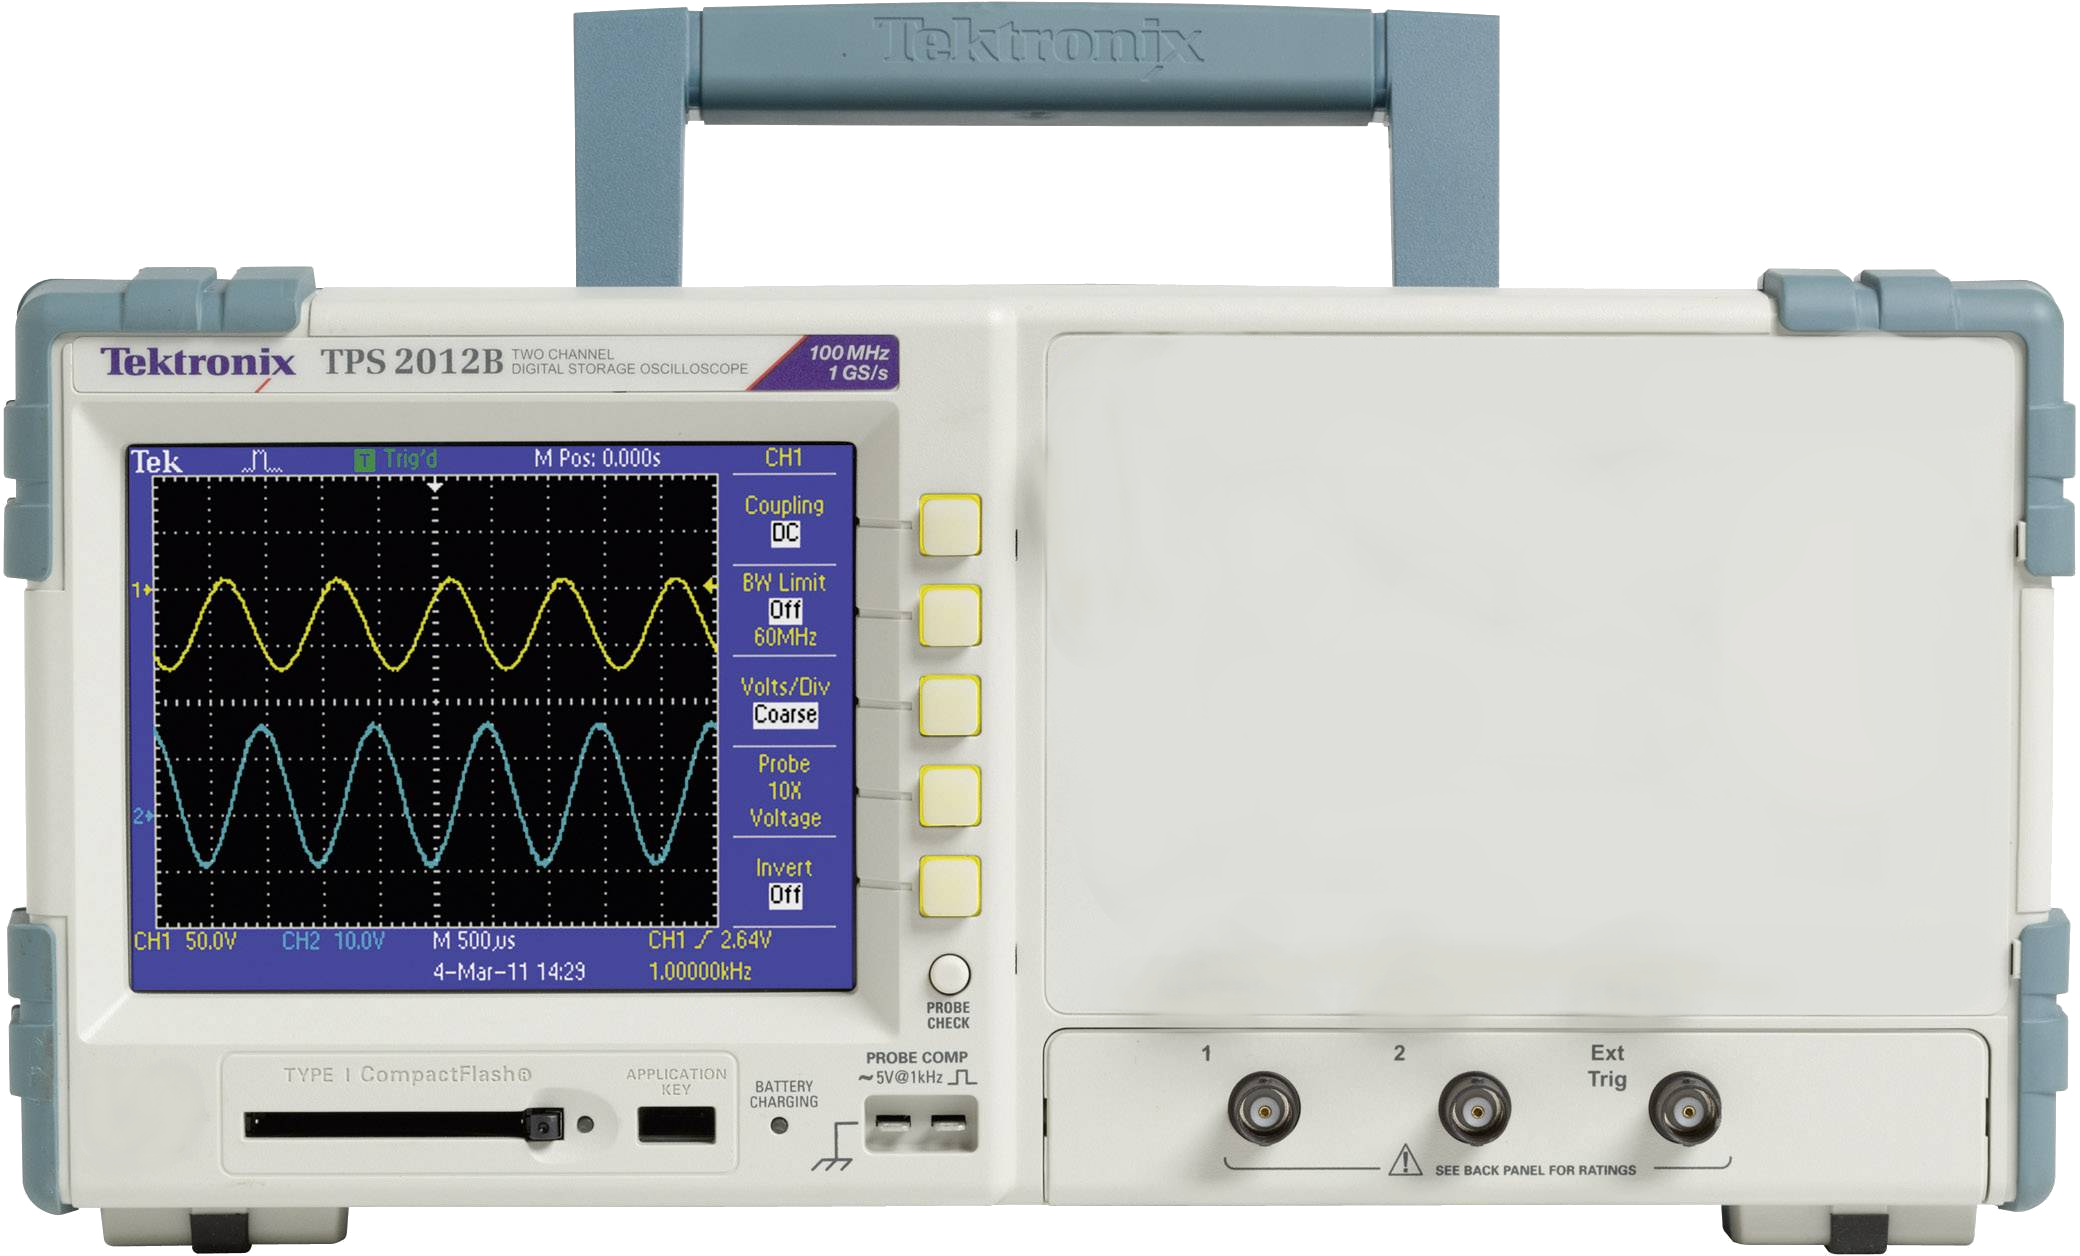 Tektronix
Tektronix TPS 2012B TWO CHANNEL
DIGITAL STORAGE OSCILLOSCOPE
100 MHz
1 GS/s
Tek T Trig'd M Pos: 0.000s CH1
Coupling
DC
BW Limit
Off
60MHz
Volts/Div
Coarse
Probe
10X
Voltage
Invert
Off
1
2
CH1 50.0V CH2 10.0V M 500µs CH1 2.64V
4-Mar-11 14:29 1.00000kHz
PROBE
CHECK
TYPE I CompactFlash®
APPLICATION
KEY
BATTERY
CHARGING
PROBE COMP
~5V@1kHz
1
2
Ext
Trig
SEE BACK PANEL FOR RATINGS